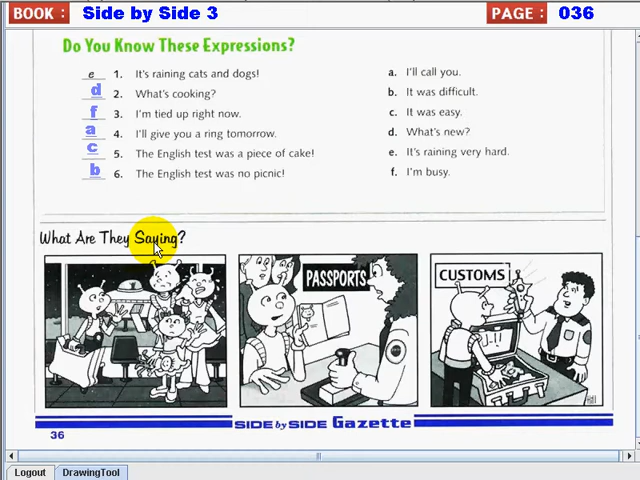 BOOK : Side by Side 3 PAGE : 036
Do You Know These Expressions?
e 1. It's raining cats and dogs! a. I'll call you.
d 2. What's cooking? b. It was difficult.
f 3. I'm tied up right now. c. It was easy.
a 4. I'll give you a ring tomorrow. d. What's new?
c 5. The English test was a piece of cake! e. It's raining very hard.
b 6. The English test was no picnic! f. I'm busy.
What Are They Saying?
PASSPORTS
CUSTOMS
SIDE by SIDE Gazette
36
Logout DrawingTool